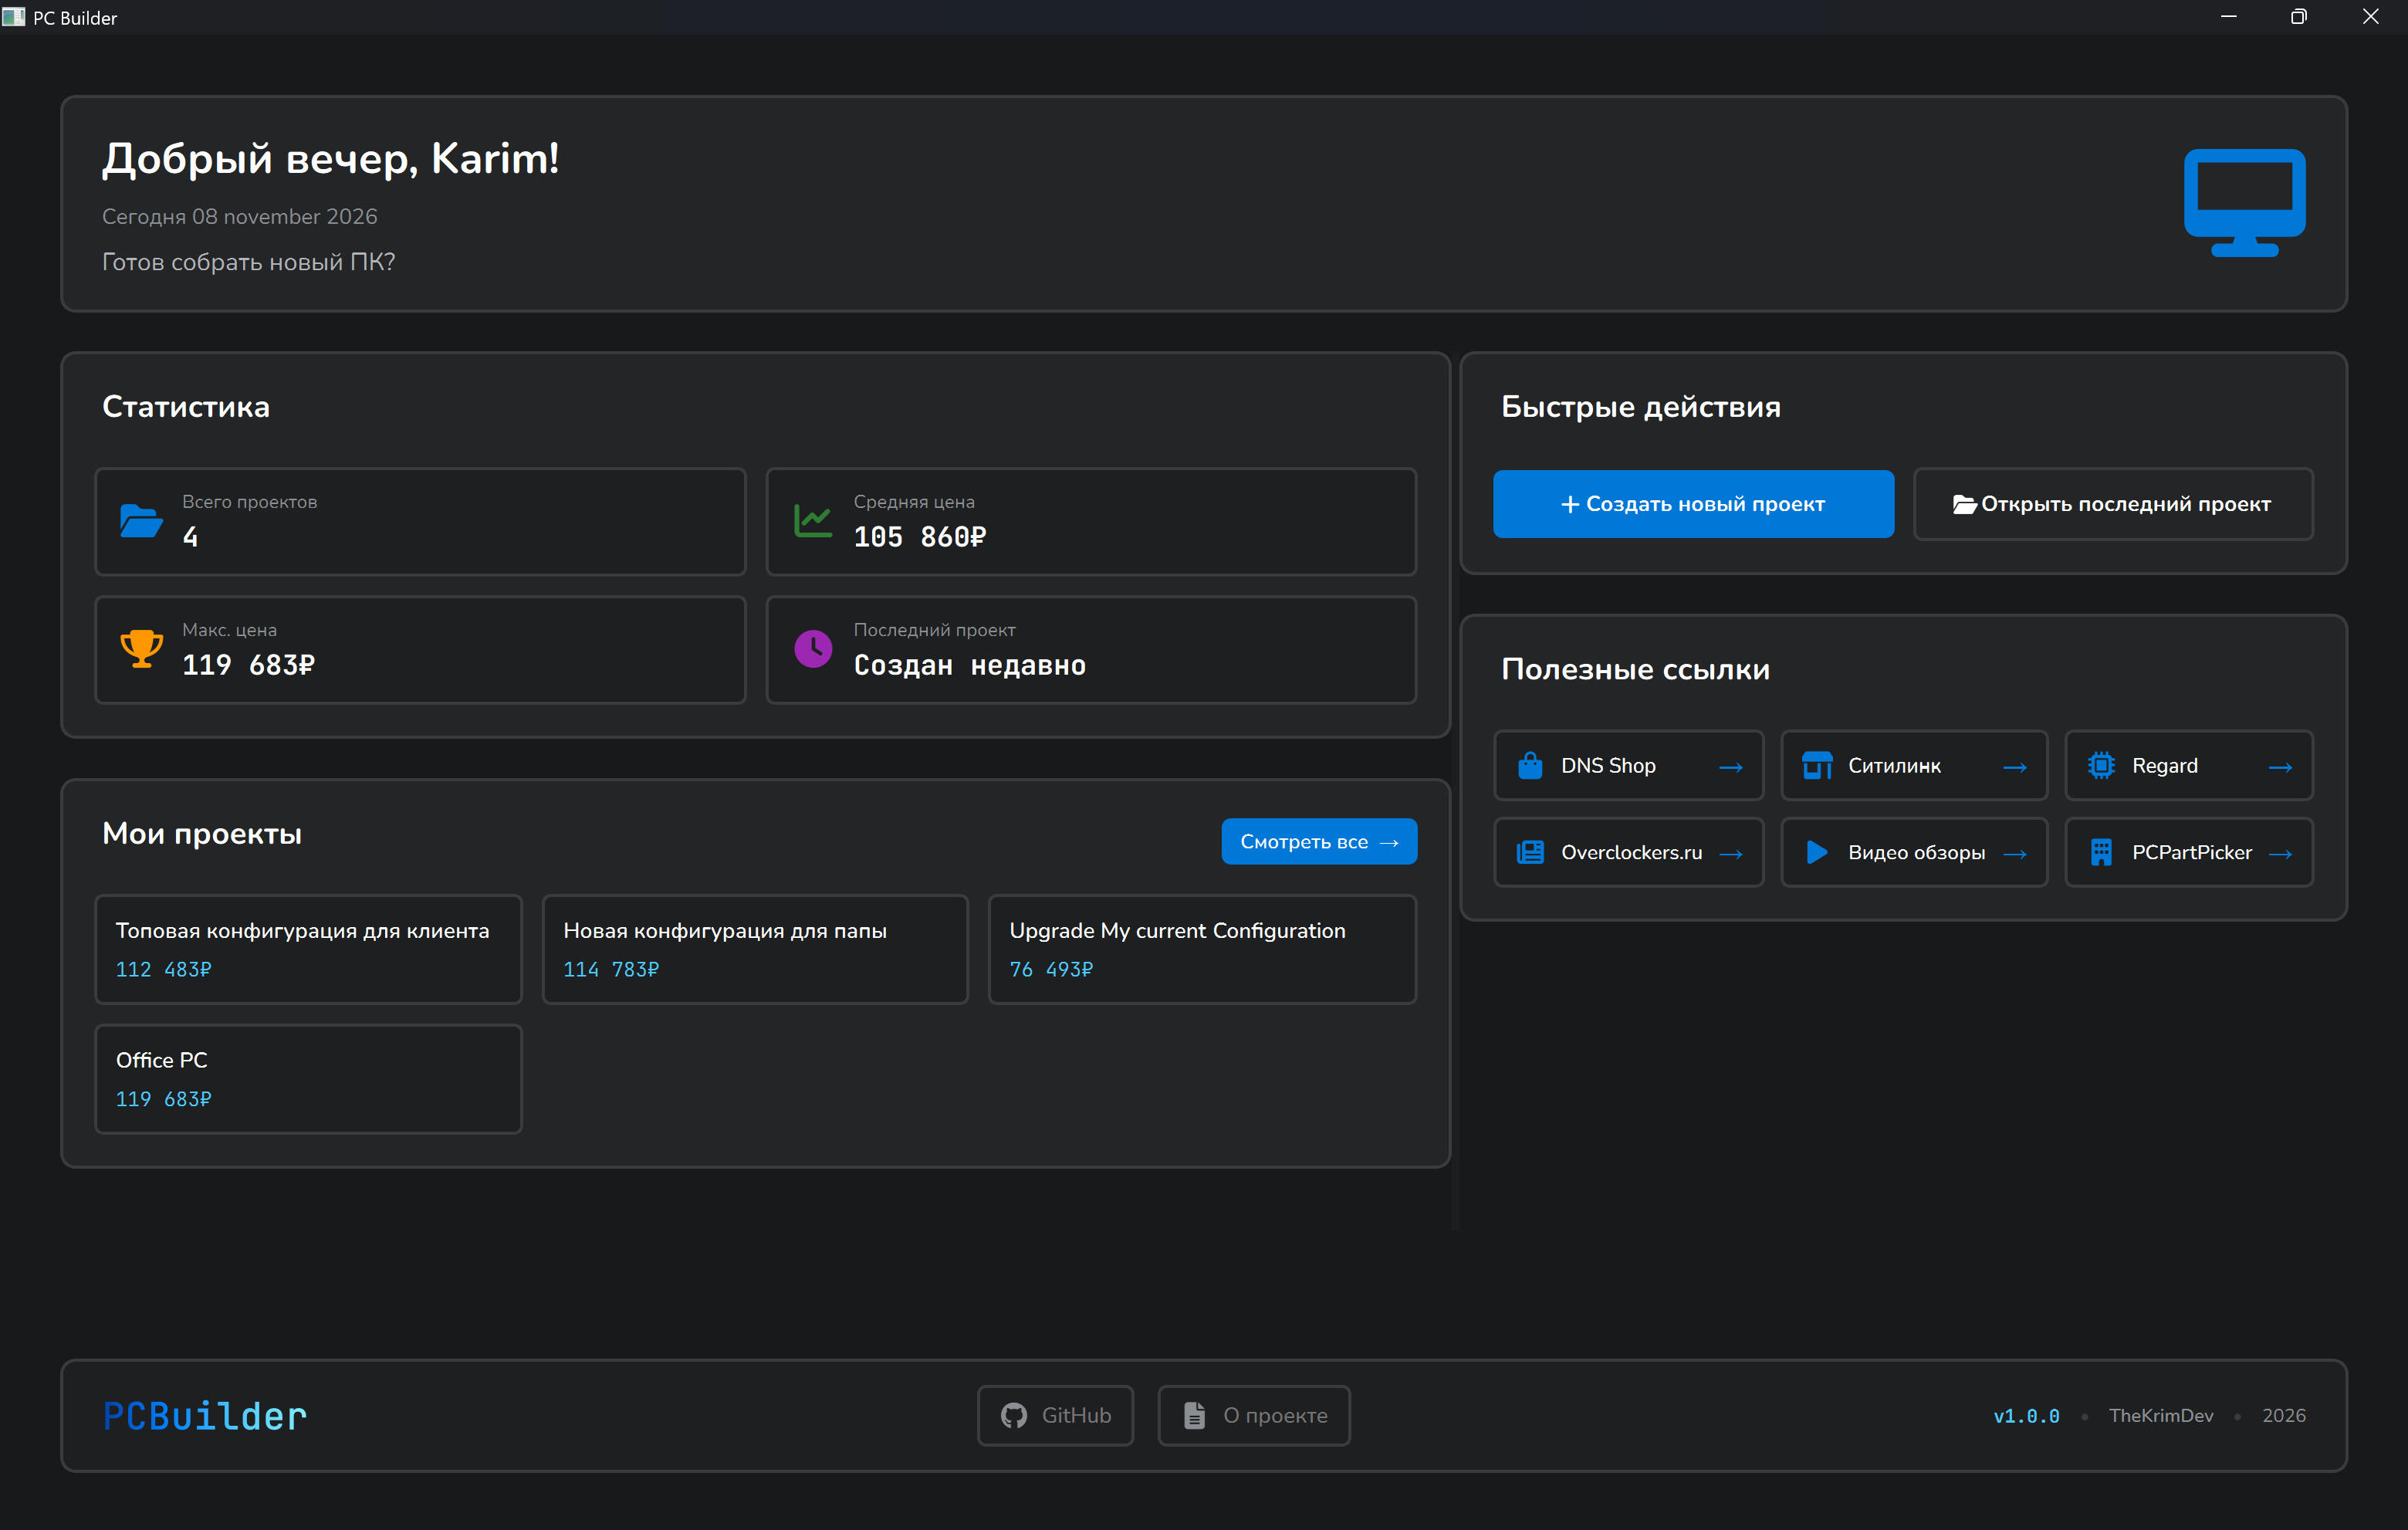 PC Builder
Добрый вечер, Karim!
Сегодня 08 november 2026
Готов собрать новый ПК?
Статистика
Всего проектов
4
Средняя цена
105 860₽
Макс. цена
119 683₽
Последний проект
Создан недавно
Мои проекты
Смотреть все →
Топовая конфигурация для клиента
112 483₽
Новая конфигурация для папы
114 783₽
Upgrade My current Configuration
76 493₽
Office PC
119 683₽
Быстрые действия
+ Создать новый проект
Открыть последний проект
Полезные ссылки
DNS Shop →
Ситилинк →
Regard →
Overclockers.ru →
Видео обзоры →
PCPartPicker →
PCBuilder
GitHub
О проекте
v1.0.0 • TheKrimDev • 2026